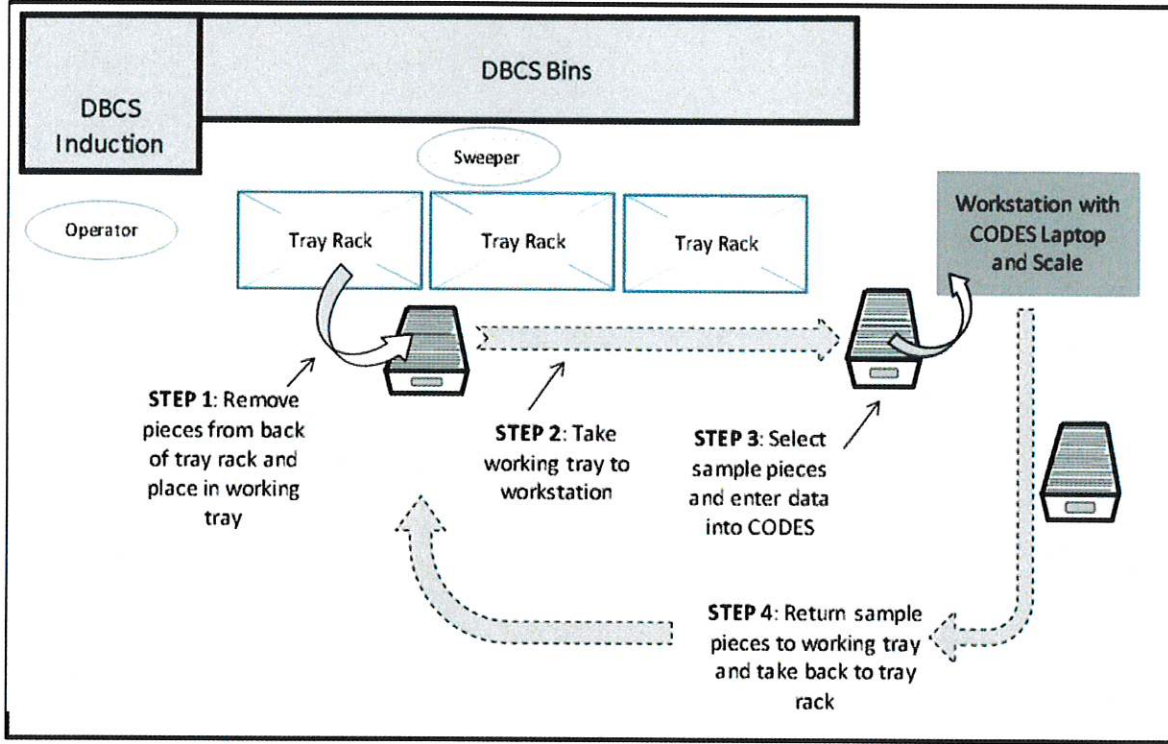 DBCS
Induction
DBCS Bins
Sweeper
Operator
Tray Rack
Tray Rack
Tray Rack
Workstation with
CODES Laptop
and Scale
STEP 1: Remove
pieces from back
of tray rack and
place in working
tray
STEP 2: Take
working tray to
workstation
STEP 3: Select
sample pieces
and enter data
into CODES
STEP 4: Return sample
pieces to working tray
and take back to tray
rack